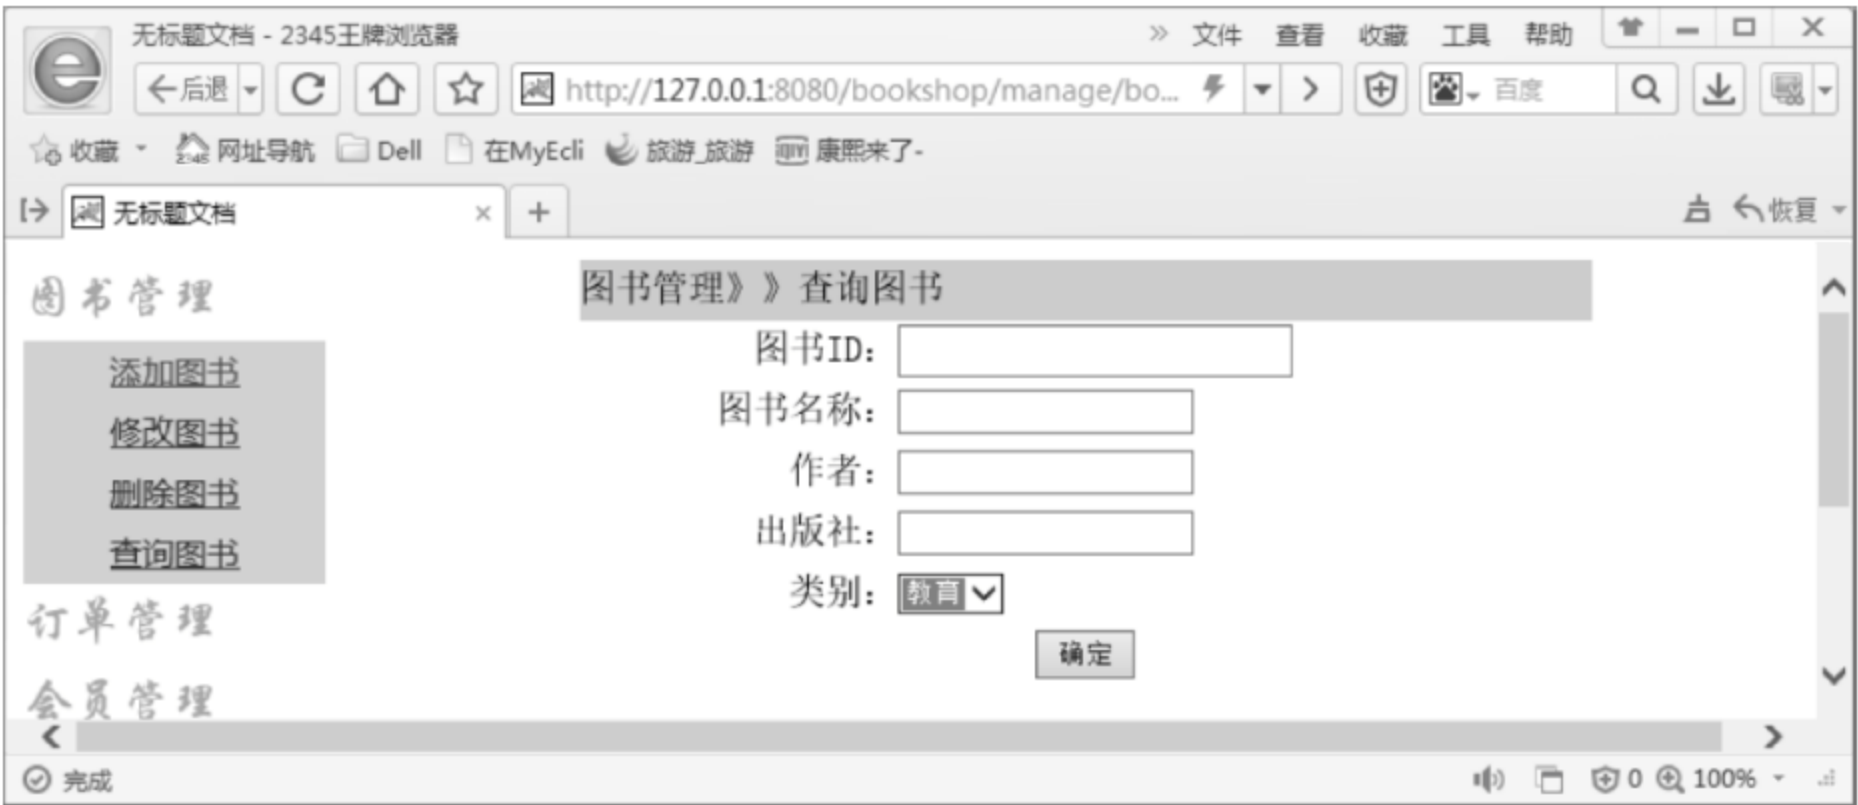 无标题文档 - 2345王牌浏览器 » 文件 查看 收藏 工具 帮助
后退 http://127.0.0.1:8080/bookshop/manage/bo... 百度
收藏 2345 网址导航 Dell 在MyEcli 旅游_旅游 康熙来了-
无标题文档 × + 恢复
图书管理》》查询图书
图书管理
添加图书
修改图书
删除图书
查询图书
订单管理
会员管理
图书ID：
图书名称：
作者：
出版社：
类别： 教育
确定
完成 0 100%